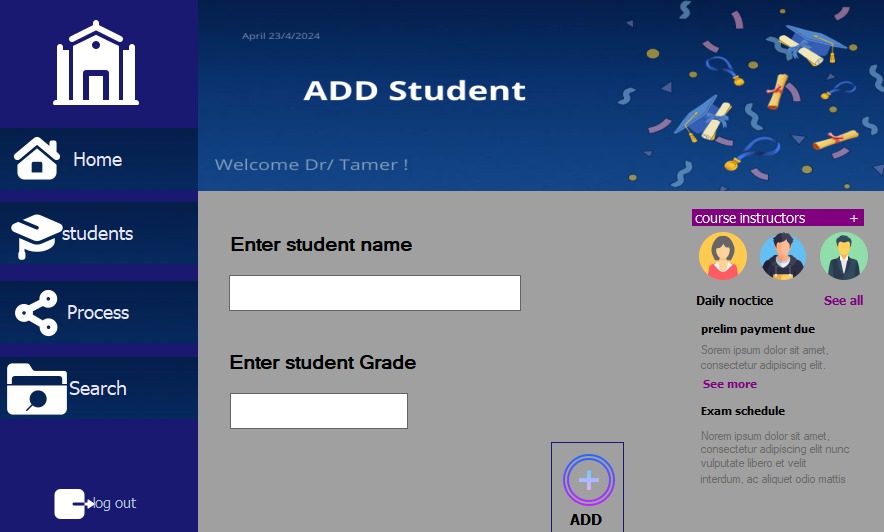 April 23/4/2024
ADD Student
Welcome Dr/ Tamer !
Home
students
Process
Search
log out
Enter student name
Enter student Grade
ADD
course instructors +
Daily noctice See all
prelim payment due
Sorem ipsum dolor sit amet,
consectetur adipiscing elit.
See more
Exam schedule
Norem ipsum dolor sit amet,
consectetur adipiscing elit nunc
vulputate libero et velit
interdum, ac aliquet odio mattis